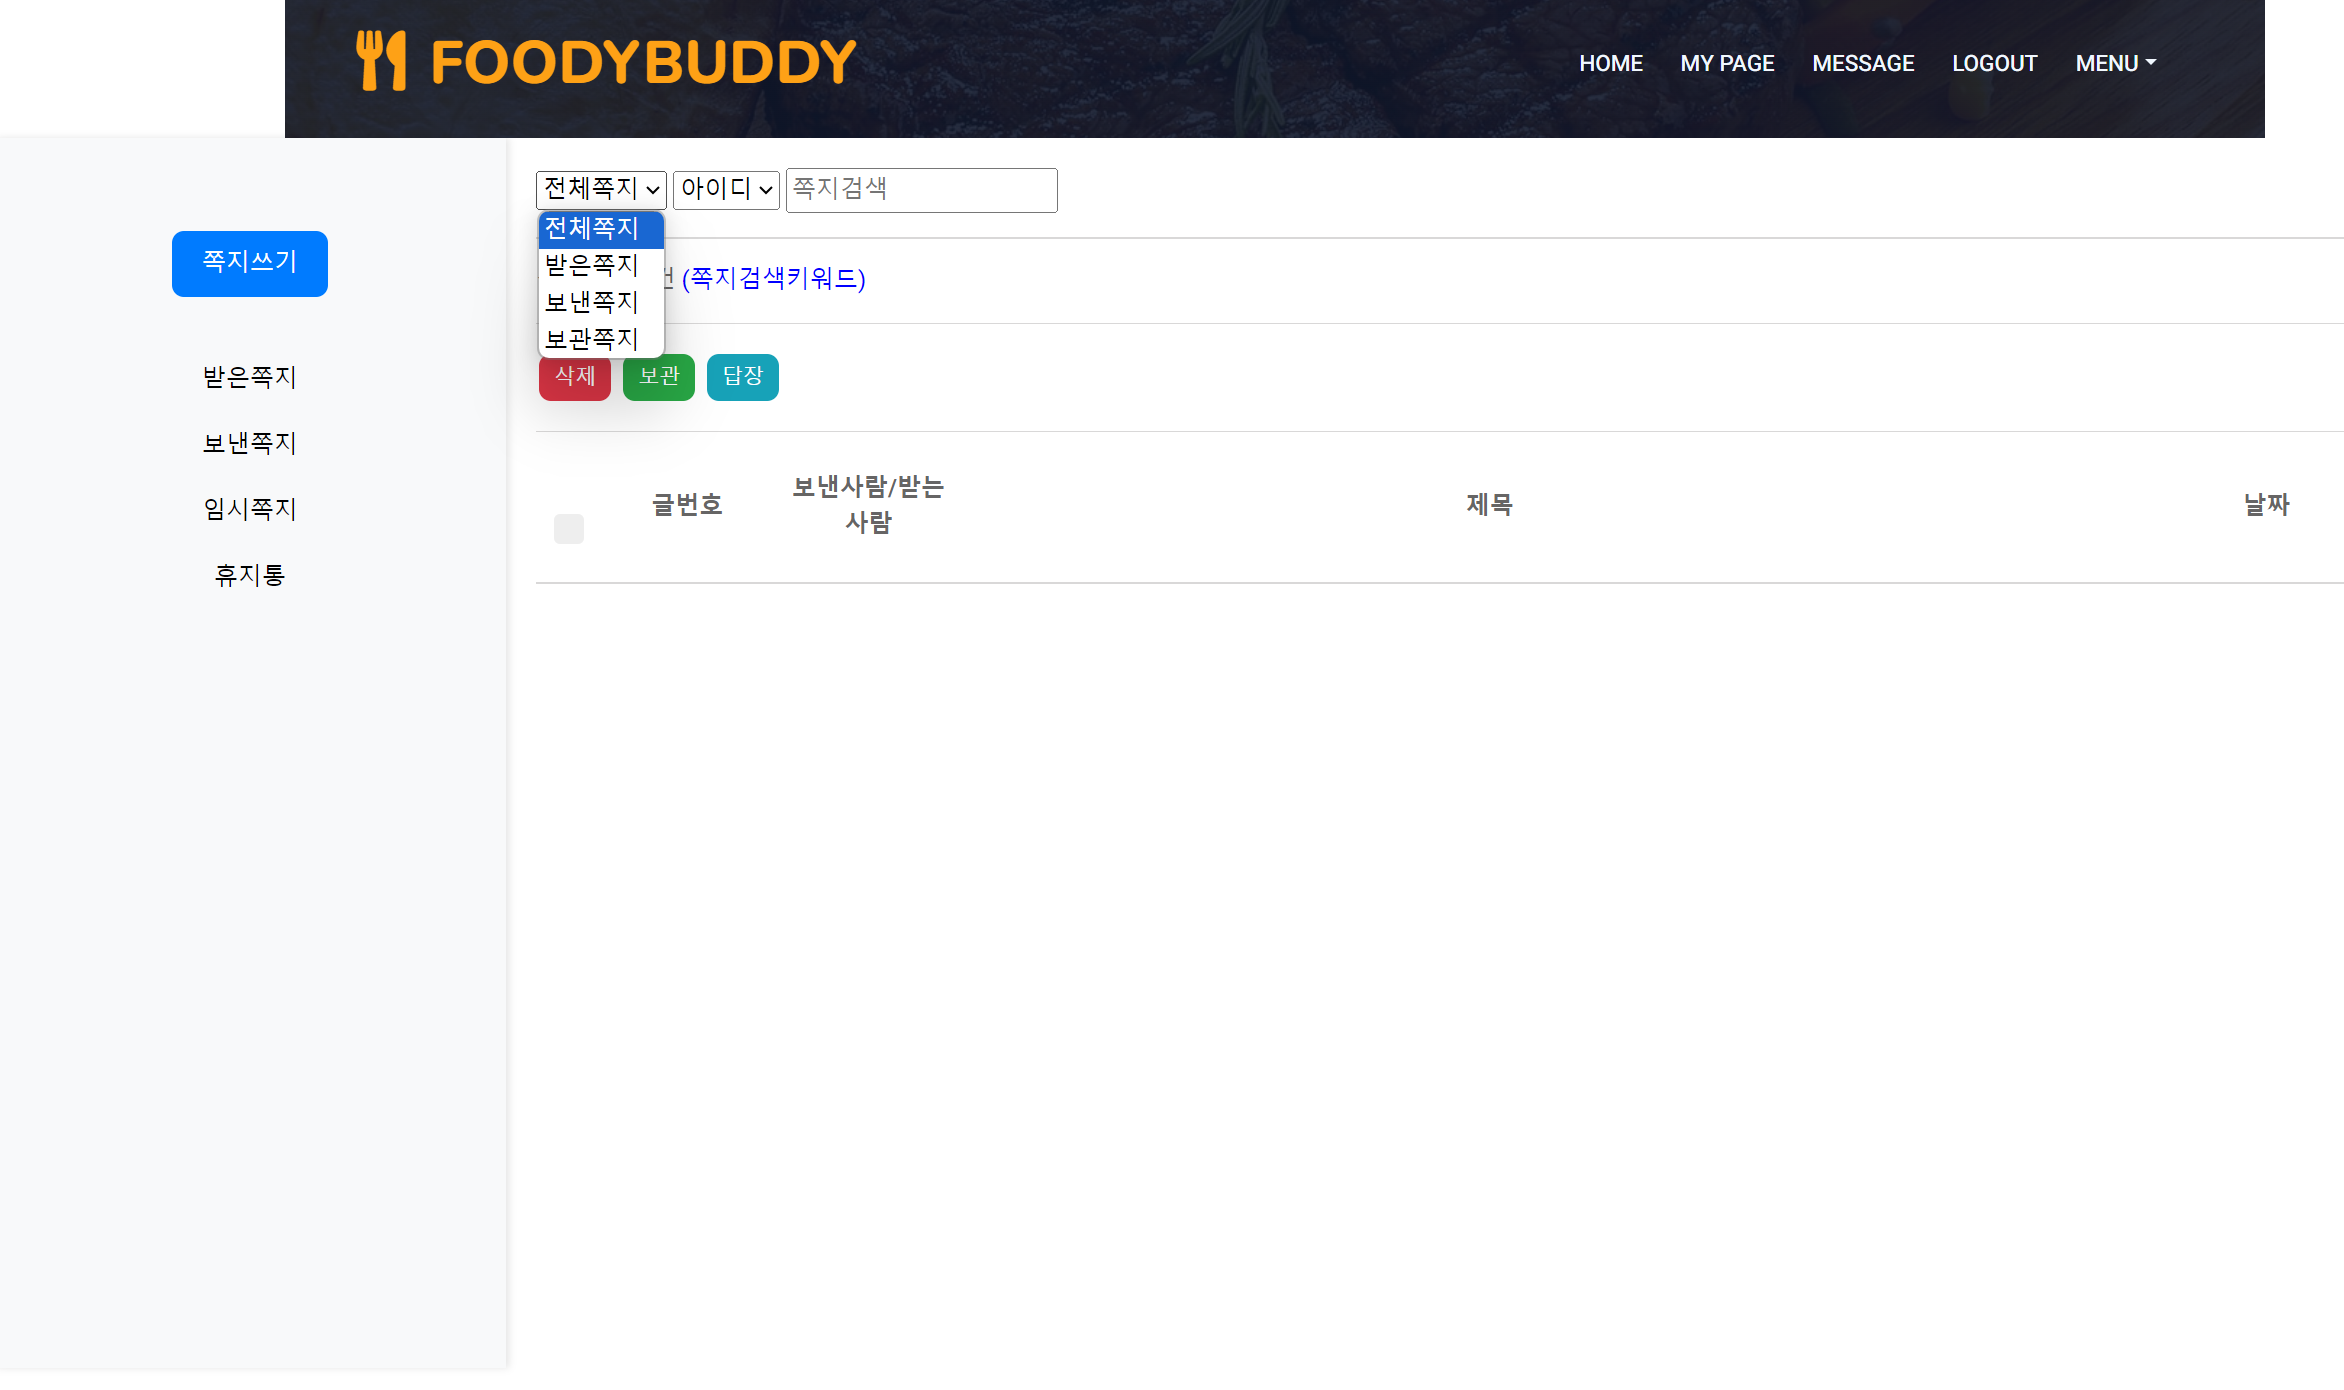 FOODYBUDDY
HOME MY PAGE MESSAGE LOGOUT MENU
전체쪽지 아이디 쪽지검색
전체쪽지
받은쪽지
보낸쪽지
보관쪽지
(쪽지검색키워드)
쪽지쓰기
받은쪽지
보낸쪽지
임시쪽지
휴지통
삭제 보관 답장
글번호 보낸사람/받는
사람 제목 날짜